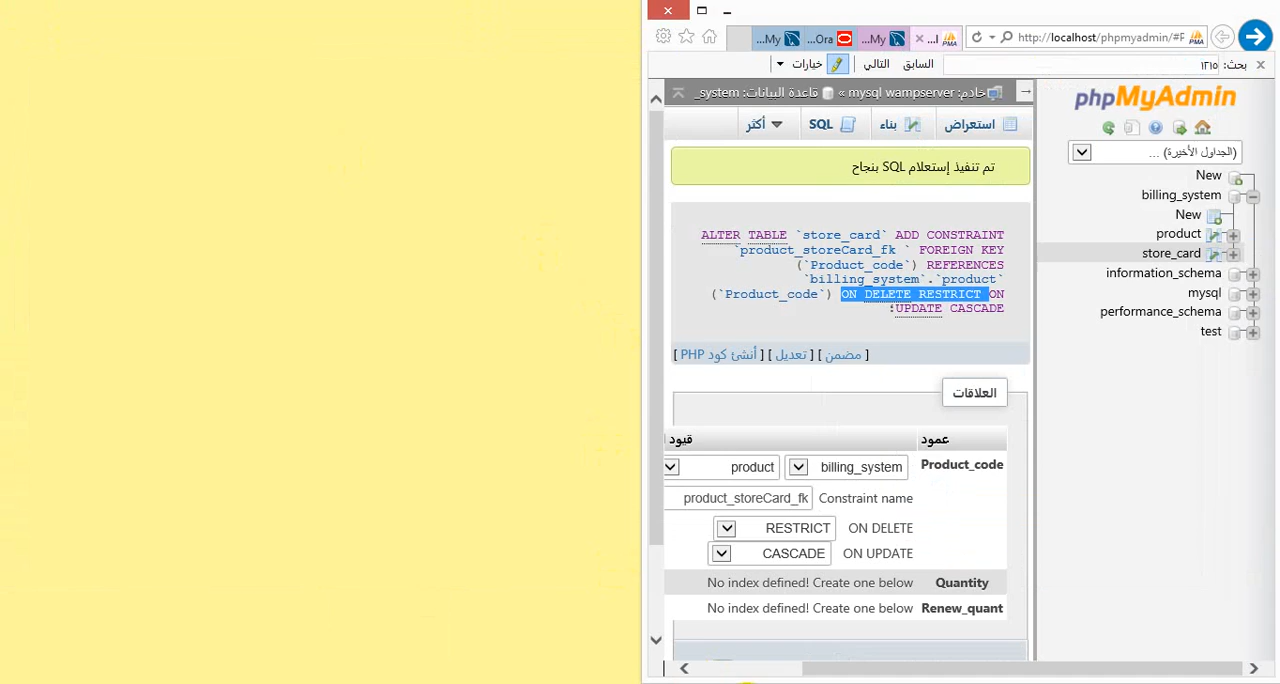 My...
Ora...
My...
...l
http://localhost/phpmyadmin/#P
بحث: ١٢١٥
السابق
التالي
خيارات
خادم: mysql wampserver » قاعدة البيانات: system_
استعراض
بناء
SQL
أكثر
تم تنفيذ إستعلام SQL بنجاح
ALTER TABLE `store_card` ADD CONSTRAINT
`product_storeCard_fk ` FOREIGN KEY
(`Product_code`) REFERENCES
`billing_system`.`product`
(`Product_code`) ON DELETE RESTRICT ON
UPDATE CASCADE;
[ مضمن ] [ تعديل ] [ أنشئ كود PHP ]
العلاقات
عمود
قيود ا
Product_code
billing_system
product
Constraint name
product_storeCard_fk
ON DELETE
RESTRICT
ON UPDATE
CASCADE
Quantity
No index defined! Create one below
Renew_quant
No index defined! Create one below
phpMyAdmin
PMA
(الجداول الأخيرة) ...
New
billing_system
New
product
store_card
information_schema
mysql
performance_schema
test